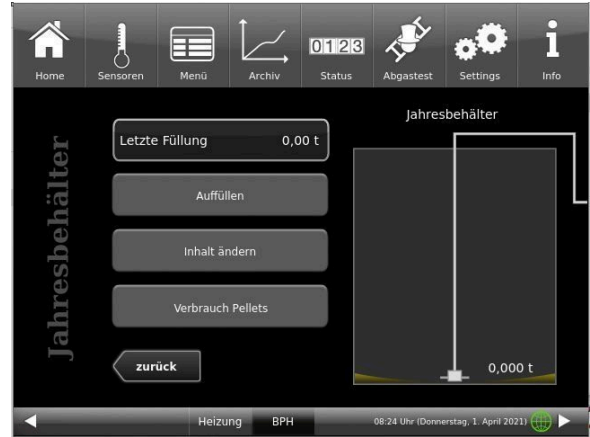 Home Sensoren Menü Archiv 0123 Status Abgastest Settings Info
Jahresbehälter
Jahresbehälter
Letzte Füllung 0,00 t
Auffüllen
Inhalt ändern
Verbrauch Pellets
zurück
0,000 t
Heizung BPH 08:24 Uhr (Donnerstag, 1. April 2021)